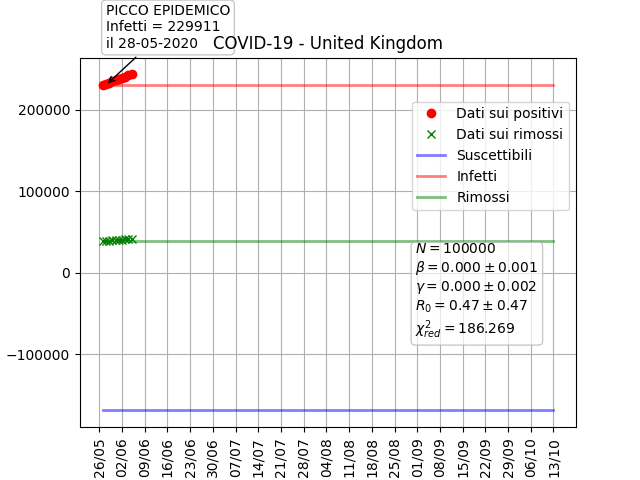 PICCO EPIDEMICO
Infetti = 229911
il 28-05-2020
COVID-19 - United Kingdom
200000
100000
0
−100000
Dati sui positivi
Dati sui rimossi
Suscettibili
Infetti
Rimossi
N = 100000
β = 0.000 ± 0.001
γ = 0.000 ± 0.002
R₀ = 0.47 ± 0.47
χ²_red = 186.269
26/05
02/06
09/06
16/06
23/06
30/06
07/07
14/07
21/07
28/07
04/08
11/08
18/08
25/08
01/09
08/09
15/09
22/09
29/09
06/10
13/10